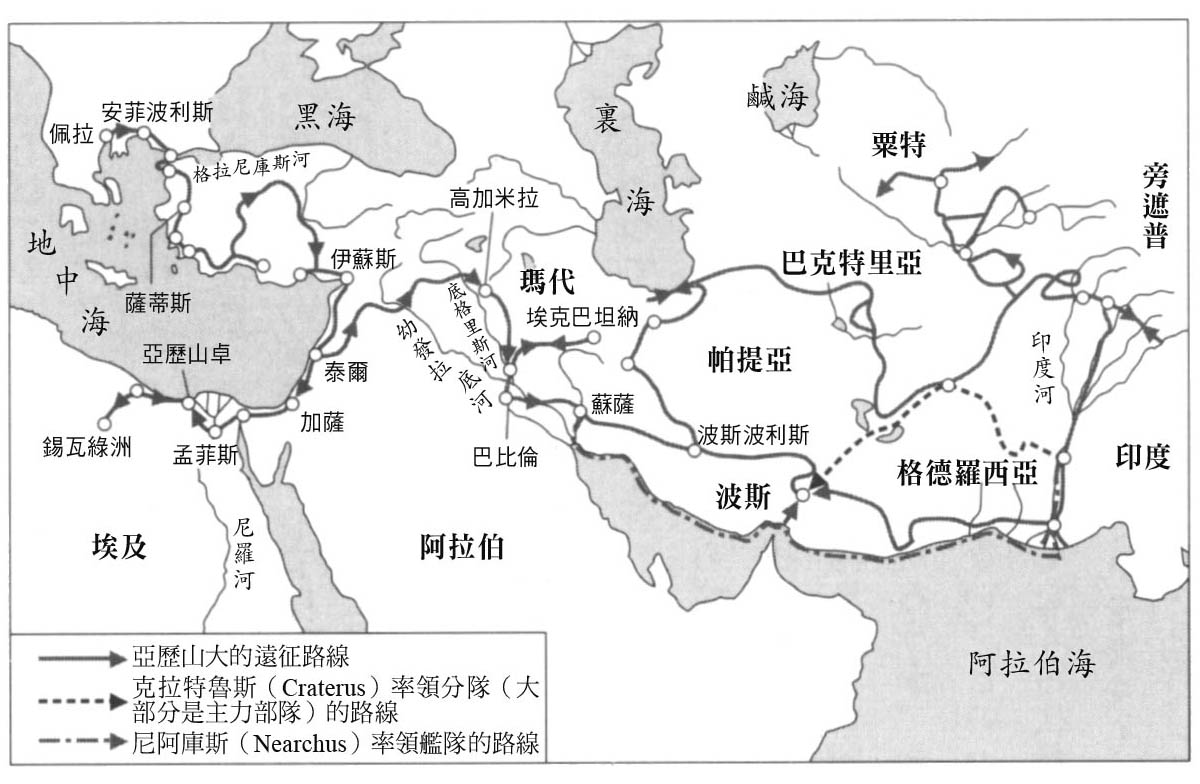 安菲波利斯
佩拉
黑海
格拉尼庫斯河
裏海
鹹海
粟特
旁遮普
地中海
薩蒂斯
伊蘇斯
高加米拉
瑪代
底格里斯河
幼發拉底河
埃克巴坦納
巴克特里亞
帕提亞
印度河
亞歷山卓
泰爾
加薩
錫瓦綠洲
孟菲斯
巴比倫
蘇薩
波斯波利斯
波斯
格德羅西亞
印度
埃及
尼羅河
阿拉伯
阿拉伯海
亞歷山大的遠征路線
克拉特魯斯（Craterus）率領分隊（大
部分是主力部隊）的路線
尼阿庫斯（Nearchus）率領艦隊的路線